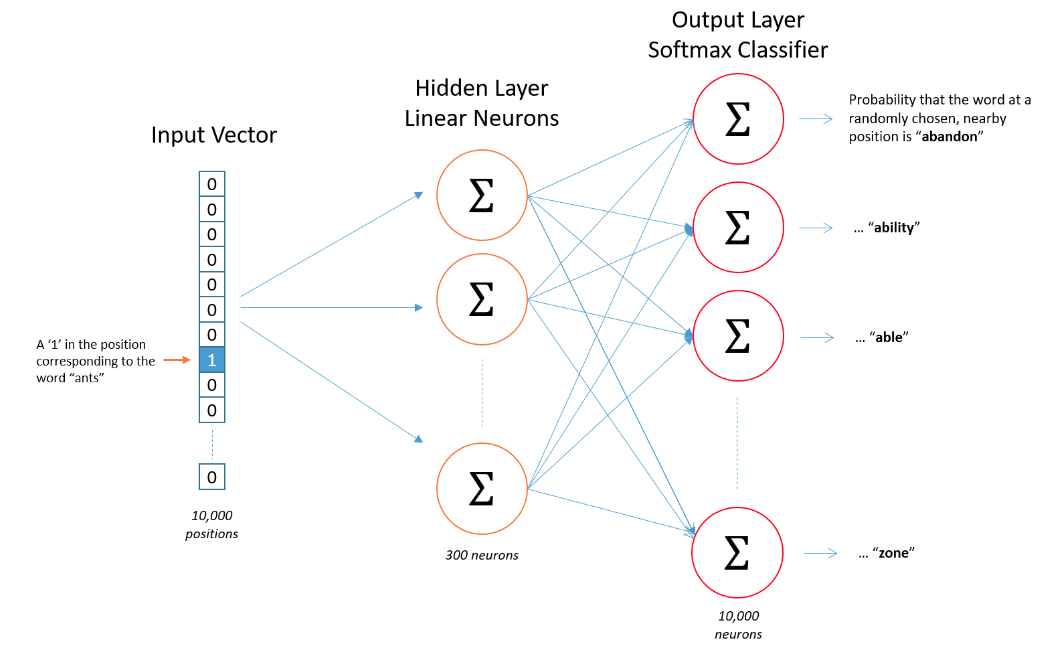 Output Layer
Softmax Classifier
Hidden Layer
Linear Neurons
Input Vector
0
0
0
0
0
0
0
1
0
0
0
A ‘1’ in the position
corresponding to the
word “ants”
10,000
positions
Σ
Σ
Σ
300 neurons
Σ
Σ
Σ
Σ
10,000
neurons
Probability that the word at a
randomly chosen, nearby
position is “abandon”
... “ability”
... “able”
... “zone”